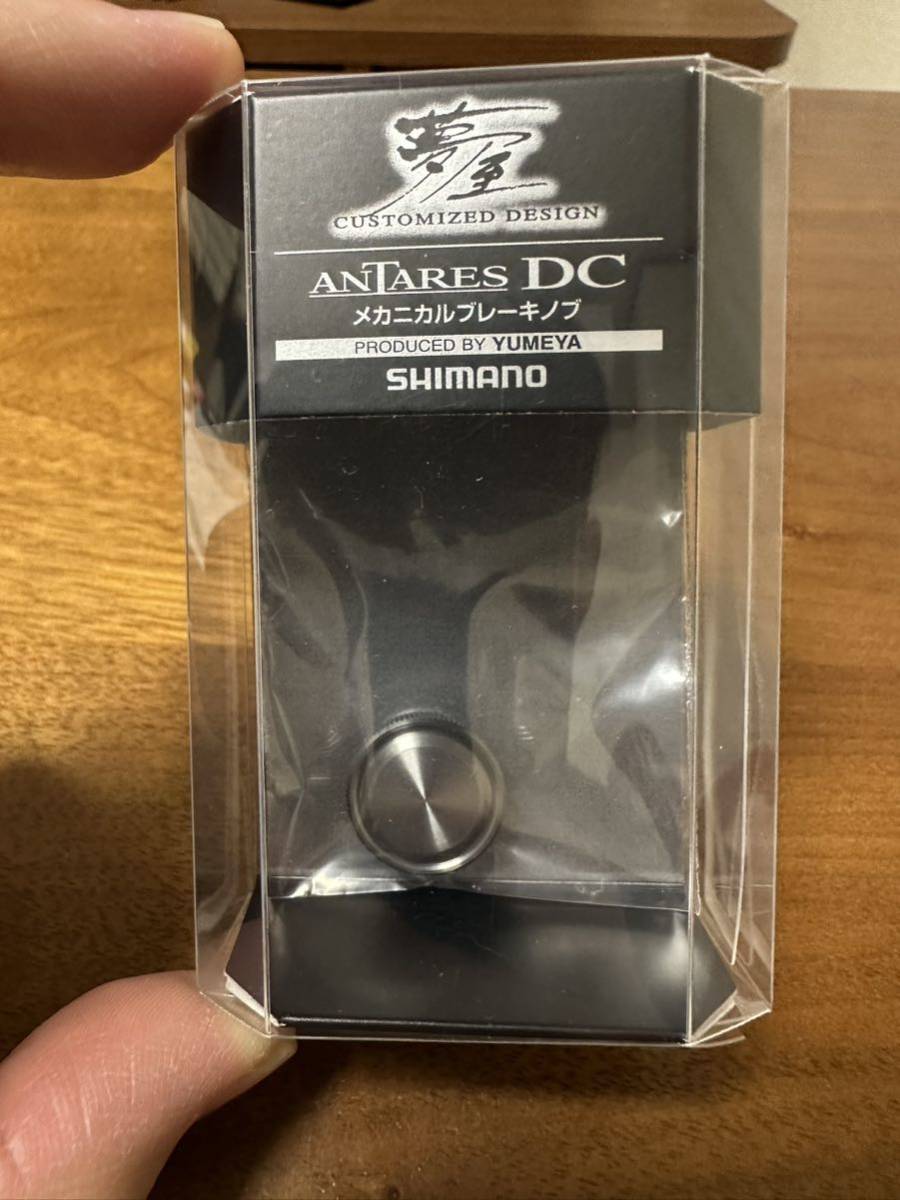 夢屋
CUSTOMIZED DESIGN
ANTARES DC
メカニカルブレーキノブ
PRODUCED BY YUMEYA
SHIMANO